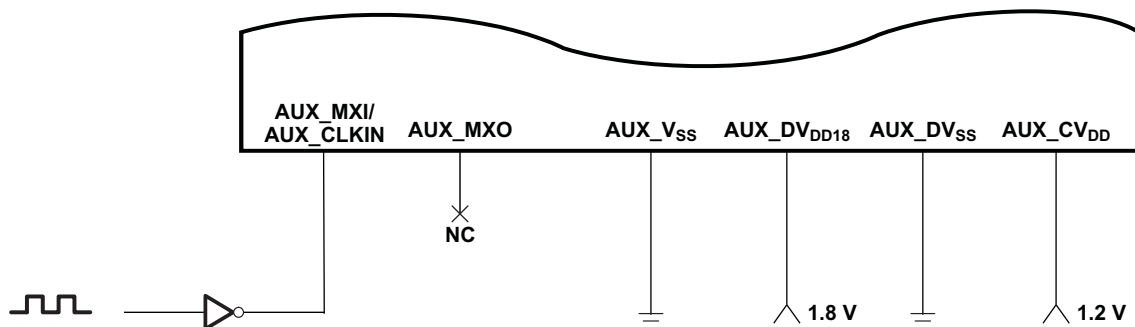 AUX_MXI/
AUX_CLKIN
AUX_MXO
AUX_VSS
AUX_DVDD18
AUX_DVSS
AUX_CVDD
NC
1.8 V
1.2 V